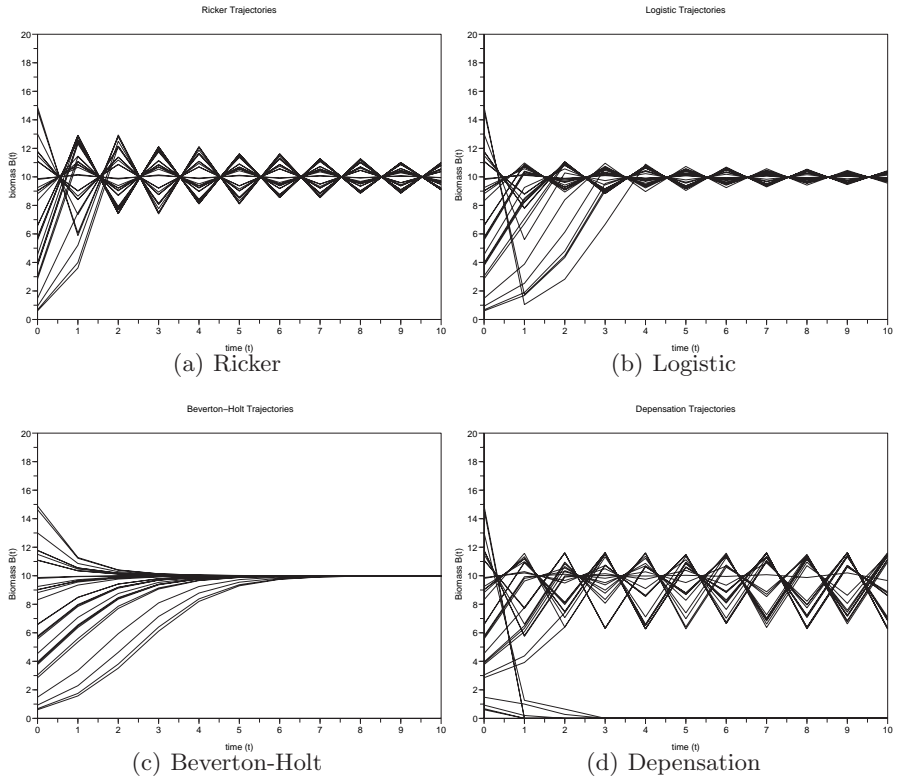 Ricker Trajectories
20
18
16
14
12
10
8
6
4
2
0
biomass B(t)
0 1 2 3 4 5 6 7 8 9 10
time (t)
(a) Ricker
Logistic Trajectories
20
18
16
14
12
10
8
6
4
2
0
Biomass B(t)
0 1 2 3 4 5 6 7 8 9 10
time (t)
(b) Logistic
Beverton−Holt Trajectories
20
18
16
14
12
10
8
6
4
2
0
Biomass B(t)
0 1 2 3 4 5 6 7 8 9 10
time (t)
(c) Beverton-Holt
Depensation Trajectories
20
18
16
14
12
10
8
6
4
2
0
Biomass B(t)
0 1 2 3 4 5 6 7 8 9 10
time (t)
(d) Depensation